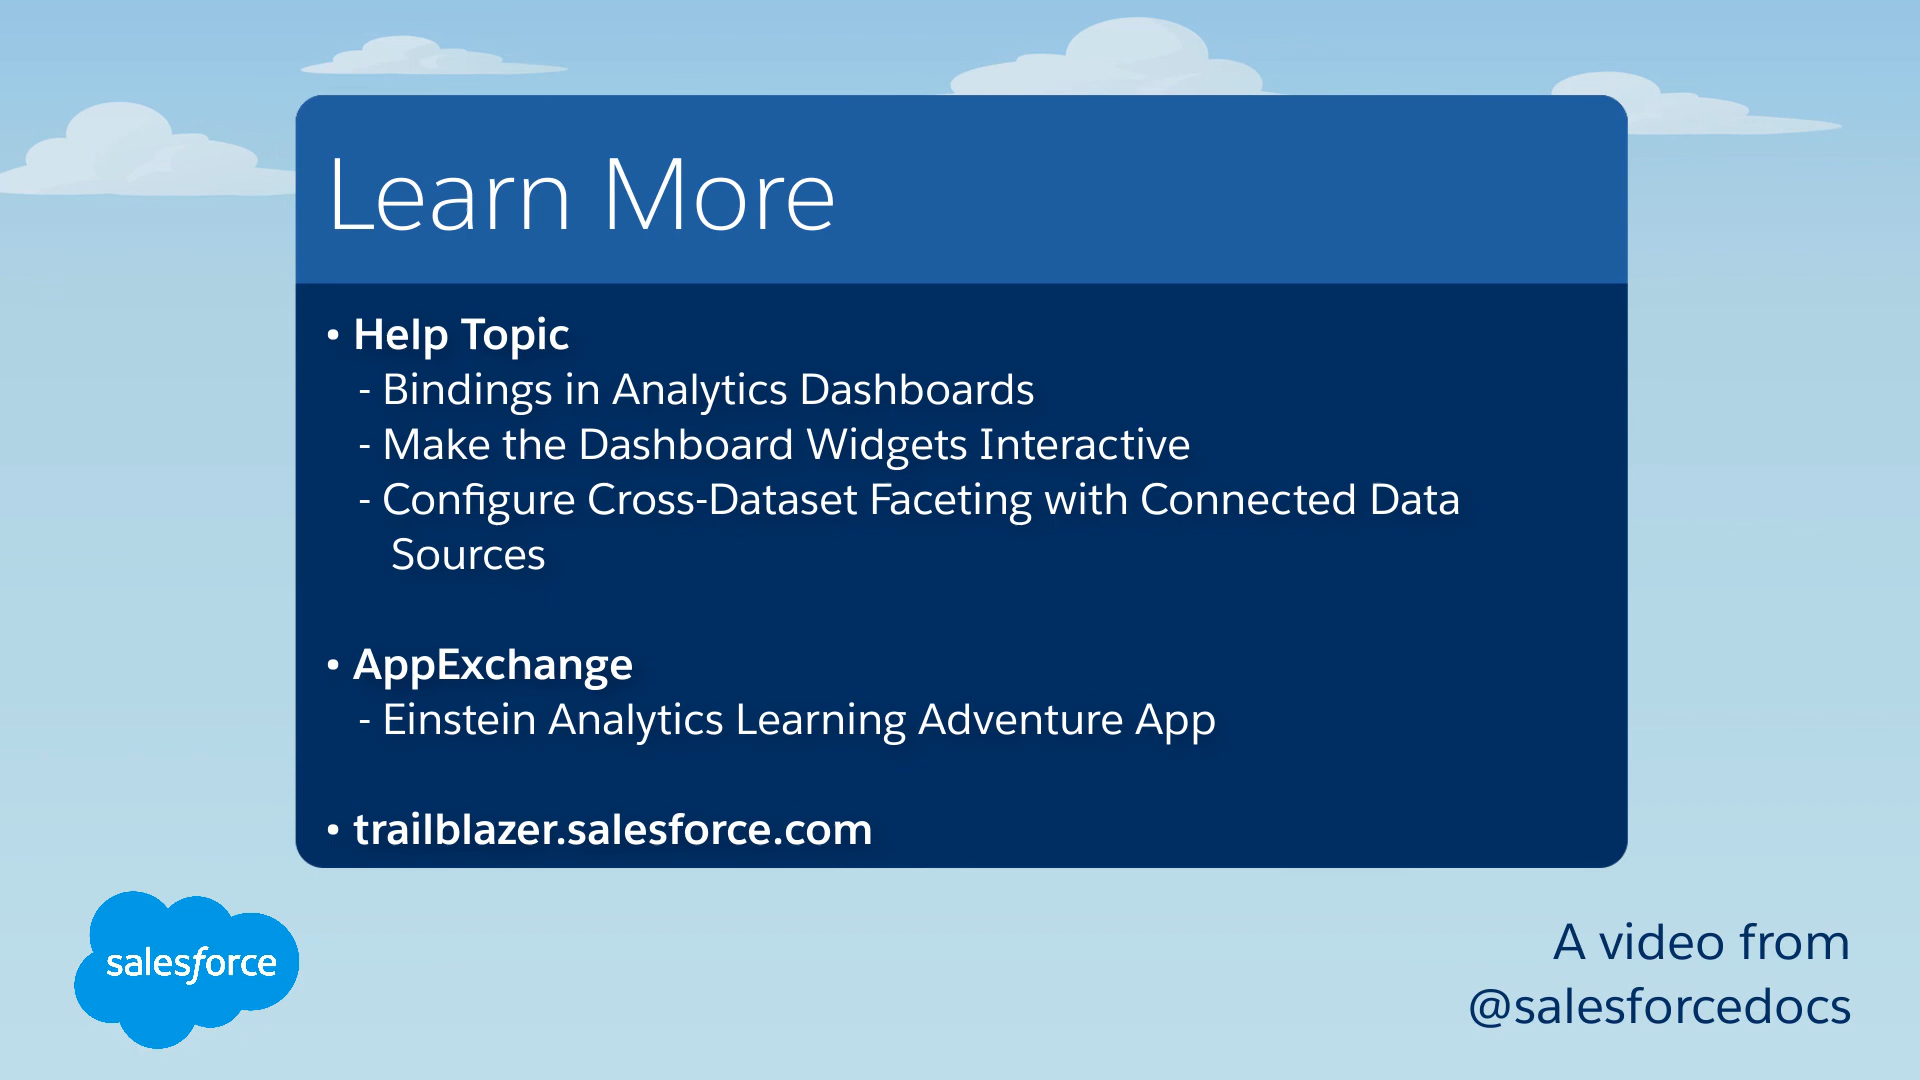 Learn More
• Help Topic
- Bindings in Analytics Dashboards
- Make the Dashboard Widgets Interactive
- Configure Cross-Dataset Faceting with Connected Data
Sources
• AppExchange
- Einstein Analytics Learning Adventure App
• trailblazer.salesforce.com
salesforce
A video from
@salesforcedocs